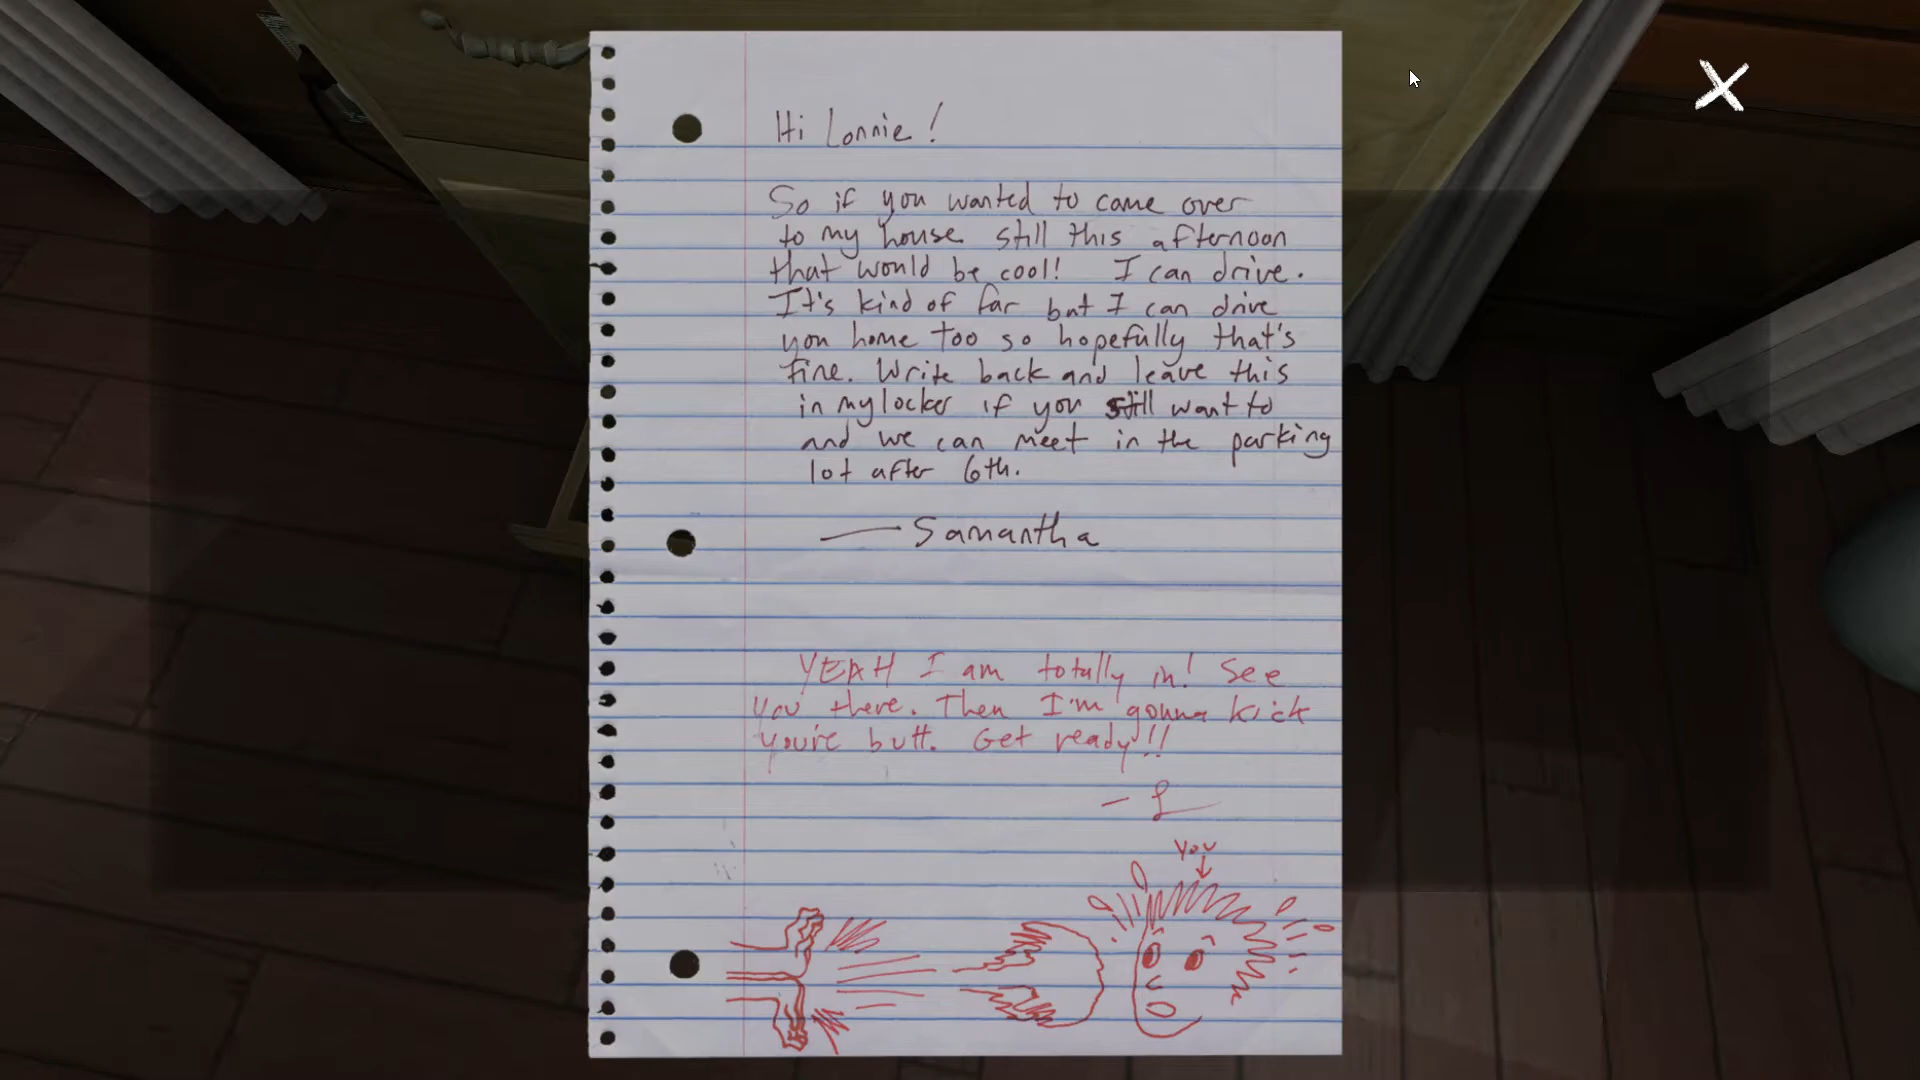 Hi Lonnie!
So if you wanted to come over
to my house still this afternoon
that would be cool! I can drive.
It's kind of far but I can drive
you home too so hopefully that's
fine. Write back and leave this
in my locker if you still want to
and we can meet in the parking
lot after 6th.
— Samantha
YEAH I am totally in! See
you there. Then I'm gonna kick
you're butt. Get ready!!
- L
You